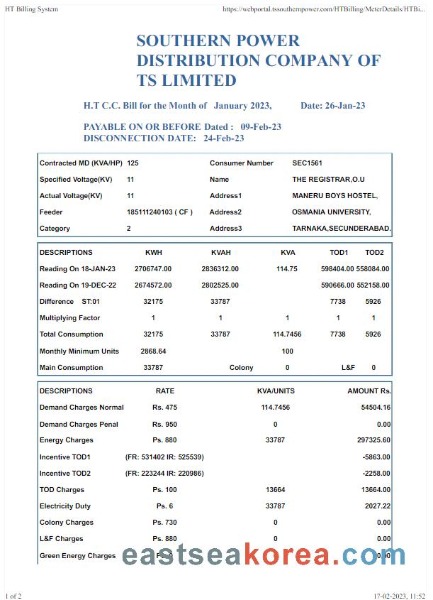 HT Billing System https://webportal.tssouthernpower.com/HTBilling/MeterDetails/HTBi...
SOUTHERN POWER
DISTRIBUTION COMPANY OF
TS LIMITED
H.T C.C. Bill for the Month of January 2023, Date: 26-Jan-23
PAYABLE ON OR BEFORE Dated : 09-Feb-23
DISCONNECTION DATE: 24-Feb-23
Contracted MD (KVA/HP) 125 Consumer Number SEC1561
Specified Voltage(KV) 11 Name THE REGISTRAR,O.U
Actual Voltage(KV) 11 Address1 MANERU BOYS HOSTEL,
Feeder 185111240103 ( CF ) Address2 OSMANIA UNIVERSITY,
Category 2 Address3 TARNAKA,SECUNDERABAD.
DESCRIPTIONS KWH KVAH KVA TOD1 TOD2
Reading On 18-JAN-23 2706747.00 2836312.00 114.75 598404.00 558084.00
Reading On 19-DEC-22 2674572.00 2802525.00 590666.00 552158.00
Difference ST:01 32175 33787 7738 5926
Multiplying Factor 1 1 1 1 1
Total Consumption 32175 33787 114.7456 7738 5926
Monthly Minimum Units 2868.64 100
Main Consumption 33787 Colony 0 L&F 0
DESCRIPTIONS RATE KVA/UNITS AMOUNT Rs.
Demand Charges Normal Rs. 475 114.7456 54504.16
Demand Charges Penal Rs. 950 0 0.00
Energy Charges Ps. 880 33787 297325.60
Incentive TOD1 (FR: 531402 IR: 525539) -5863.00
Incentive TOD2 (FR: 223244 IR: 220986) -2258.00
TOD Charges Ps. 100 13664 13664.00
Electricity Duty Ps. 6 33787 2027.22
Colony Charges Ps. 730 0 0.00
L&F Charges Ps. 880 0 0.00
Green Energy Charges
eastseakorea.com
1 of 2 17-02-2023, 11:52